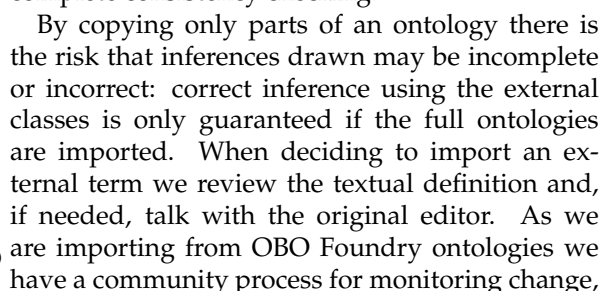 By copying only parts of an ontology there is
the risk that inferences drawn may be incomplete
or incorrect: correct inference using the external
classes is only guaranteed if the full ontologies
are imported. When deciding to import an ex-
ternal term we review the textual definition and,
if needed, talk with the original editor. As we
are importing from OBO Foundry ontologies we
have a community process for monitoring change,